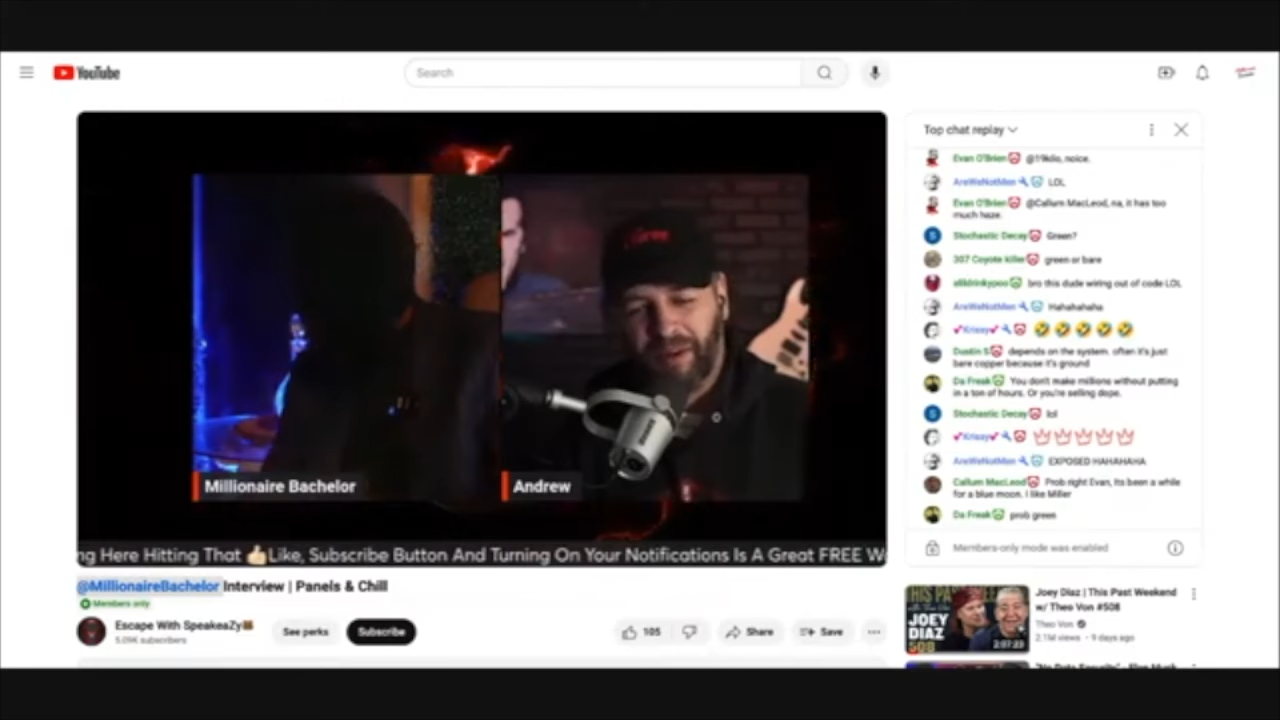 YouTube
Search
Top chat replay
Evan O'Brien @19kilo, noice.
AreWeNotMen LOL
Evan O'Brien @Callum MacLeod, na, it has too
much haze.
Stochastic Decay Green?
307 Coyote killer green or bare
bro this dude wiring out of code LOL
AreWeNotMen Hahahahaha
Krissy
Dustin S depends on the system. often it's just
bare copper because it's ground
Da Freak You don't make millions without putting
in a ton of hours. Or you're selling dope.
Stochastic Decay lol
Krissy
AreWeNotMen EXPOSED HAHAHAHA
Callum MacLeod Prob right Evan, Its been a while
for a blue moon. I like Miller
Da Freak prob green
Members-only mode was enabled
Millionaire Bachelor
Andrew
ng Here Hitting That 👍Like, Subscribe Button And Turning On Your Notifications Is A Great FREE W
@MillionaireBachelor Interview | Panels & Chill
Members only
Escape With SpeakeaZy
5.09K subscribers
See perks
Subscribe
105
Share
Save
THIS PA
JOEY
DIAZ
508
2:07:23
Joey Diaz | This Past Weekend
w/ Theo Von #508
Theo Von
2.1M views • 9 days ago